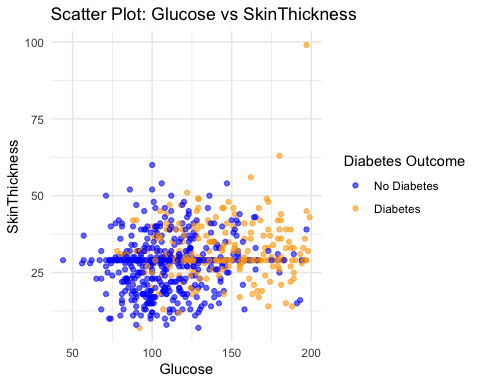 Scatter Plot: Glucose vs SkinThickness
100
75
50
25
SkinThickness
50
100
150
200
Glucose
Diabetes Outcome
No Diabetes
Diabetes